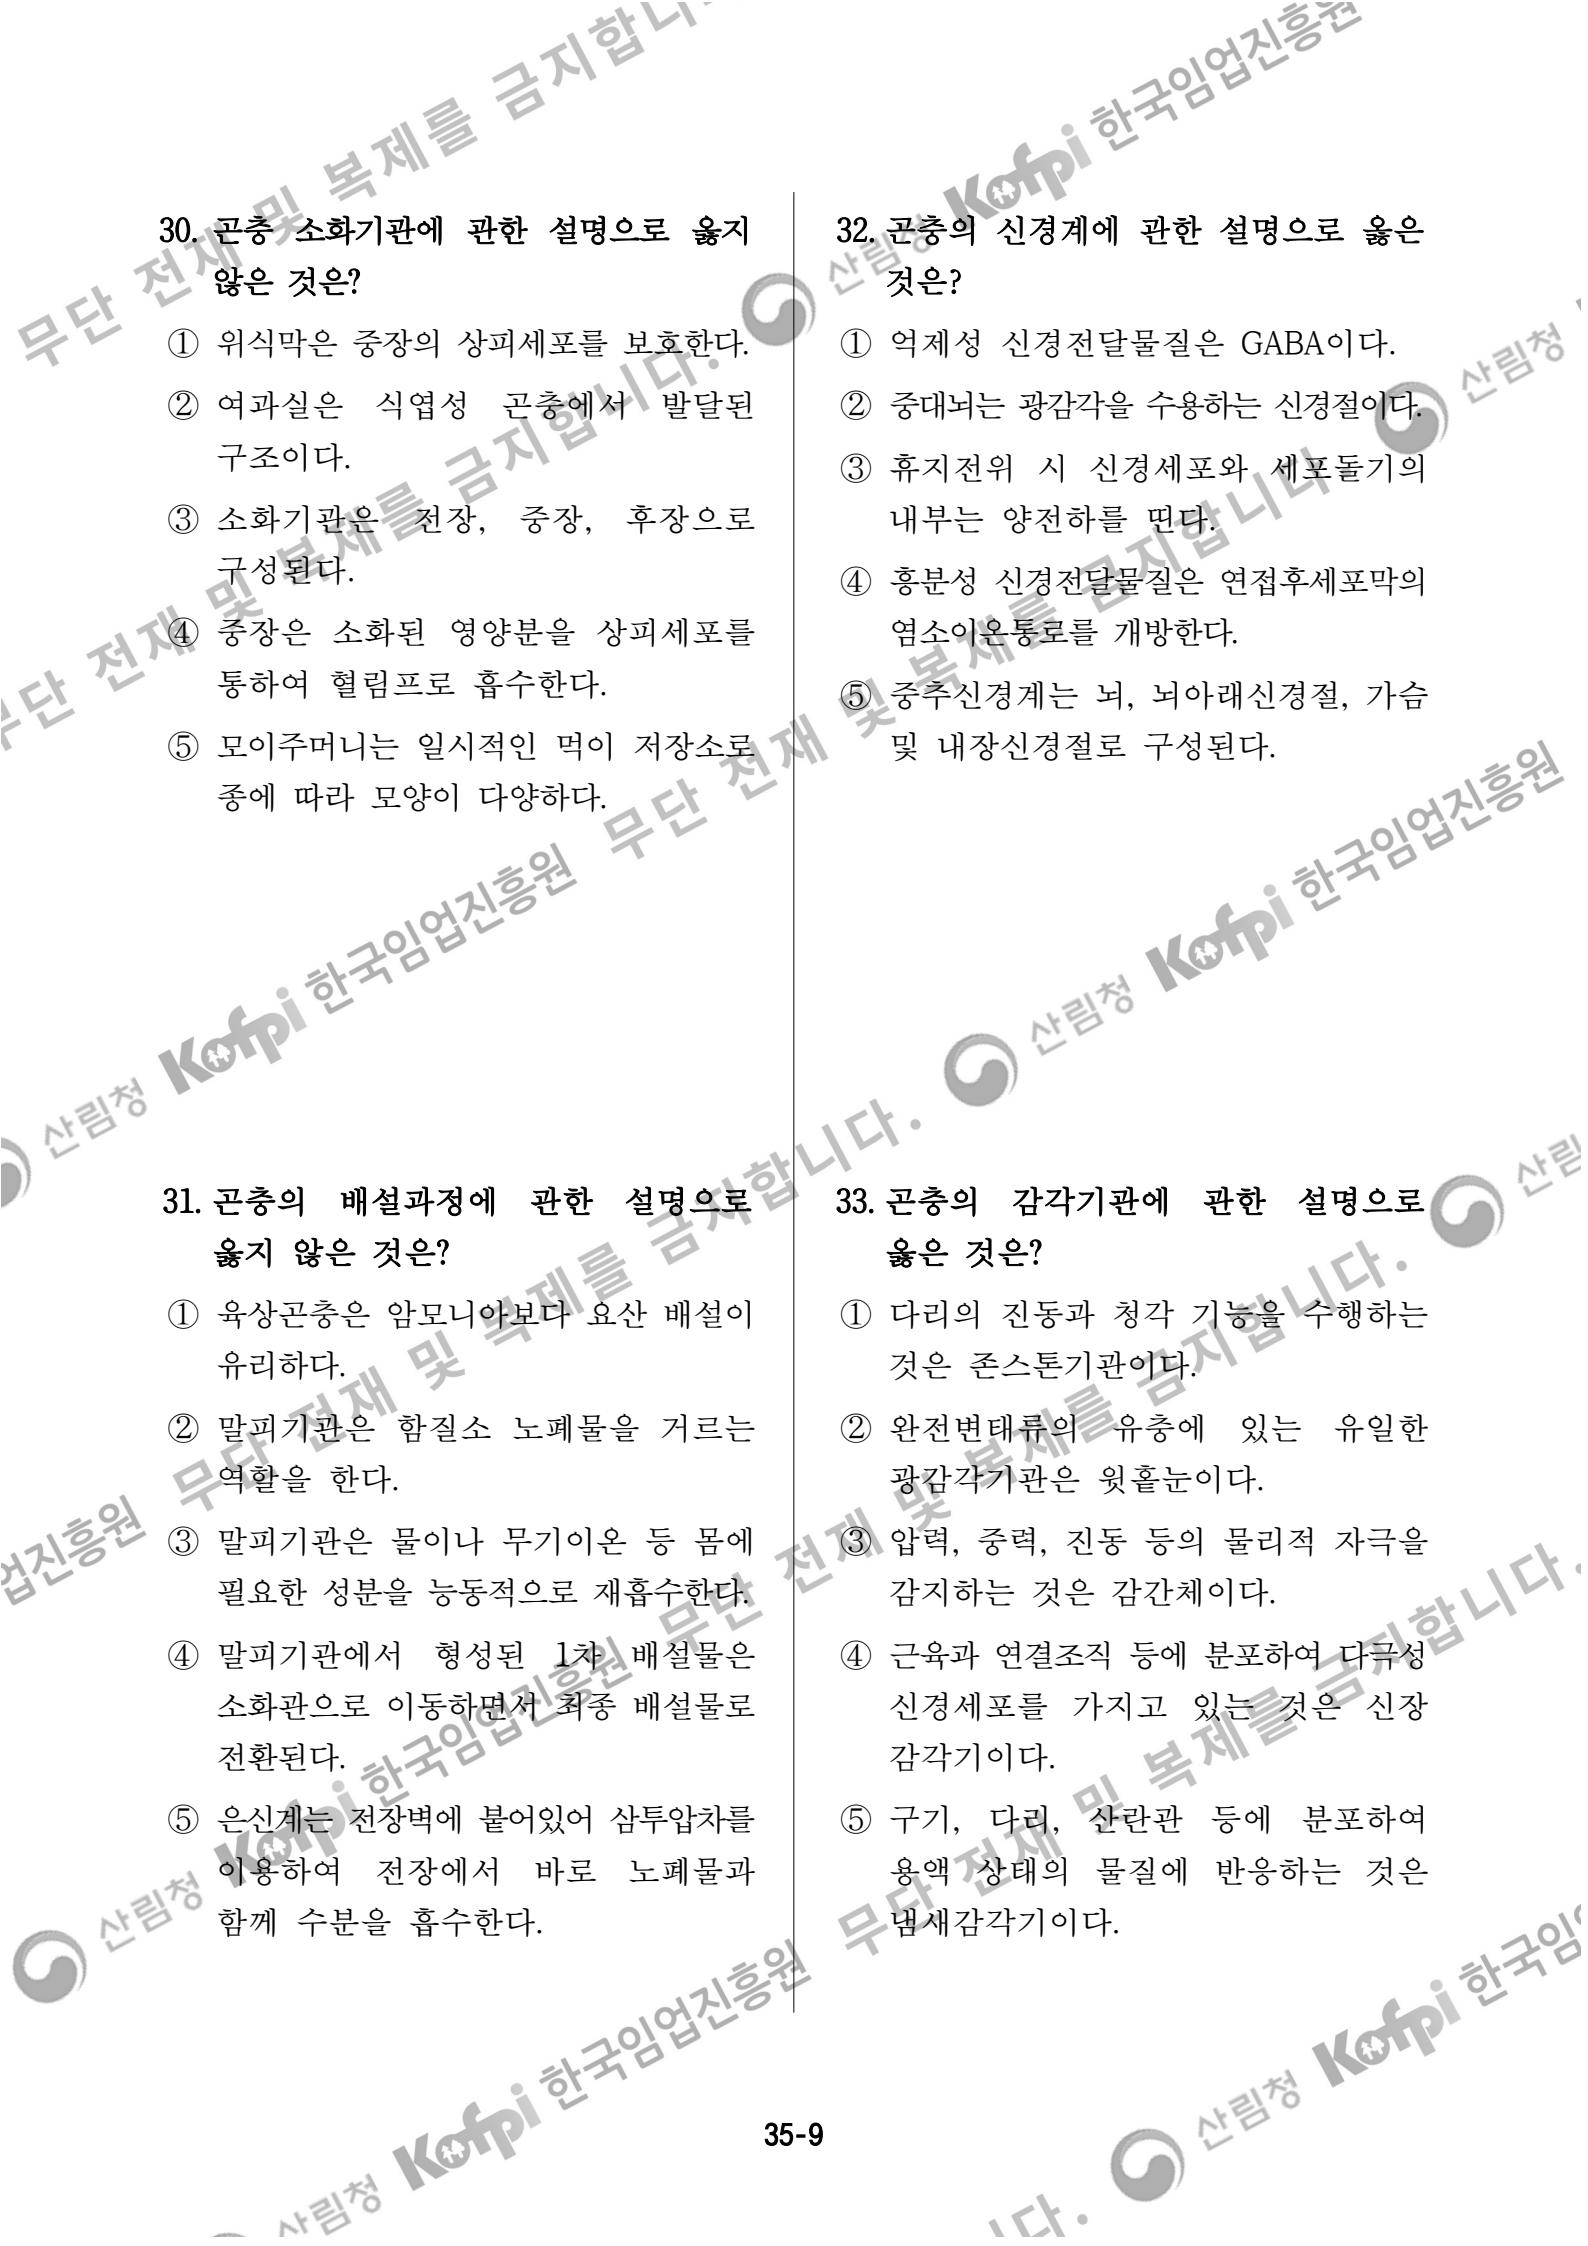 30. 곤충 소화기관에 관한 설명으로 옳지
않은 것은?
① 위식막은 중장의 상피세포를 보호한다.
② 여과실은 식엽성 곤충에서 발달된
구조이다.
③ 소화기관은 전장, 중장, 후장으로
구성된다.
④ 중장은 소화된 영양분을 상피세포를
통하여 혈림프로 흡수한다.
⑤ 모이주머니는 일시적인 먹이 저장소로
종에 따라 모양이 다양하다.
31. 곤충의 배설과정에 관한 설명으로
옳지 않은 것은?
① 육상곤충은 암모니아보다 요산 배설이
유리하다.
② 말피기관은 함질소 노폐물을 거르는
역할을 한다.
③ 말피기관은 물이나 무기이온 등 몸에
필요한 성분을 능동적으로 재흡수한다.
④ 말피기관에서 형성된 1차 배설물은
소화관으로 이동하면서 최종 배설물로
전환된다.
⑤ 은신계는 전장벽에 붙어있어 삼투압차를
이용하여 전장에서 바로 노폐물과
함께 수분을 흡수한다.
32. 곤충의 신경계에 관한 설명으로 옳은
것은?
① 억제성 신경전달물질은 GABA이다.
② 중대뇌는 광감각을 수용하는 신경절이다.
③ 휴지전위 시 신경세포와 세포돌기의
내부는 양전하를 띤다.
④ 흥분성 신경전달물질은 연접후세포막의
염소이온통로를 개방한다.
⑤ 중추신경계는 뇌, 뇌아래신경절, 가슴
및 내장신경절로 구성된다.
33. 곤충의 감각기관에 관한 설명으로
옳은 것은?
① 다리의 진동과 청각 기능을 수행하는
것은 존스톤기관이다.
② 완전변태류의 유충에 있는 유일한
광감각기관은 윗홑눈이다.
③ 압력, 중력, 진동 등의 물리적 자극을
감지하는 것은 감간체이다.
④ 근육과 연결조직 등에 분포하여 다극성
신경세포를 가지고 있는 것은 신장
감각기이다.
⑤ 구기, 다리, 산란관 등에 분포하여
용액 상태의 물질에 반응하는 것은
냄새감각기이다.
35-9
산림청 Kofpi 한국임업진흥원 무단 전재 및 복제를 금지합니다.